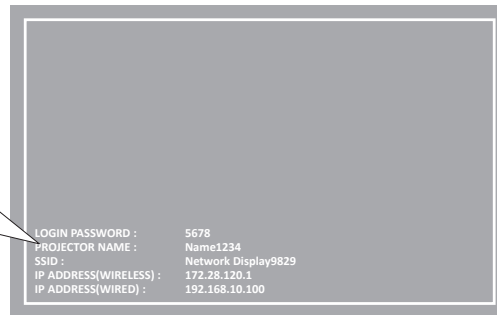 LOGIN PASSWORD : 5678
PROJECTOR NAME : Name1234
SSID : Network Display9829
IP ADDRESS(WIRELESS) : 172.28.120.1
IP ADDRESS(WIRED) : 192.168.10.100